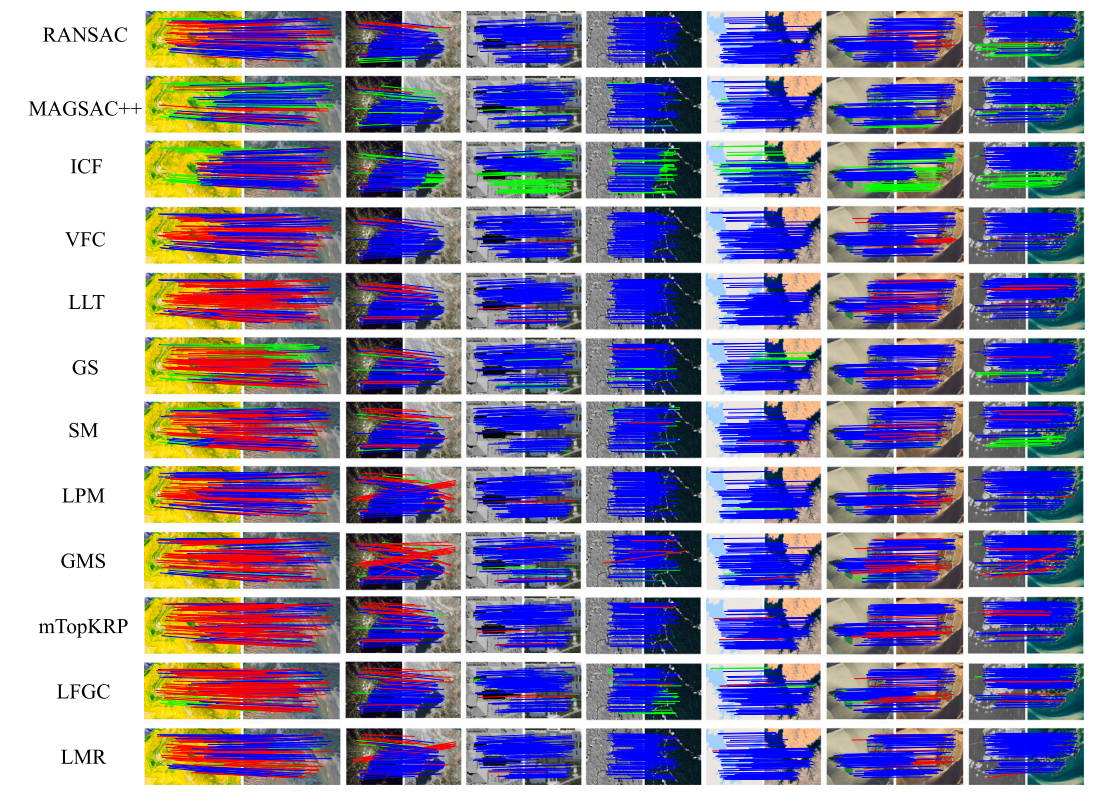 RANSAC
MAGSAC++
ICF
VFC
LLT
GS
SM
LPM
GMS
mTopKRP
LFGC
LMR